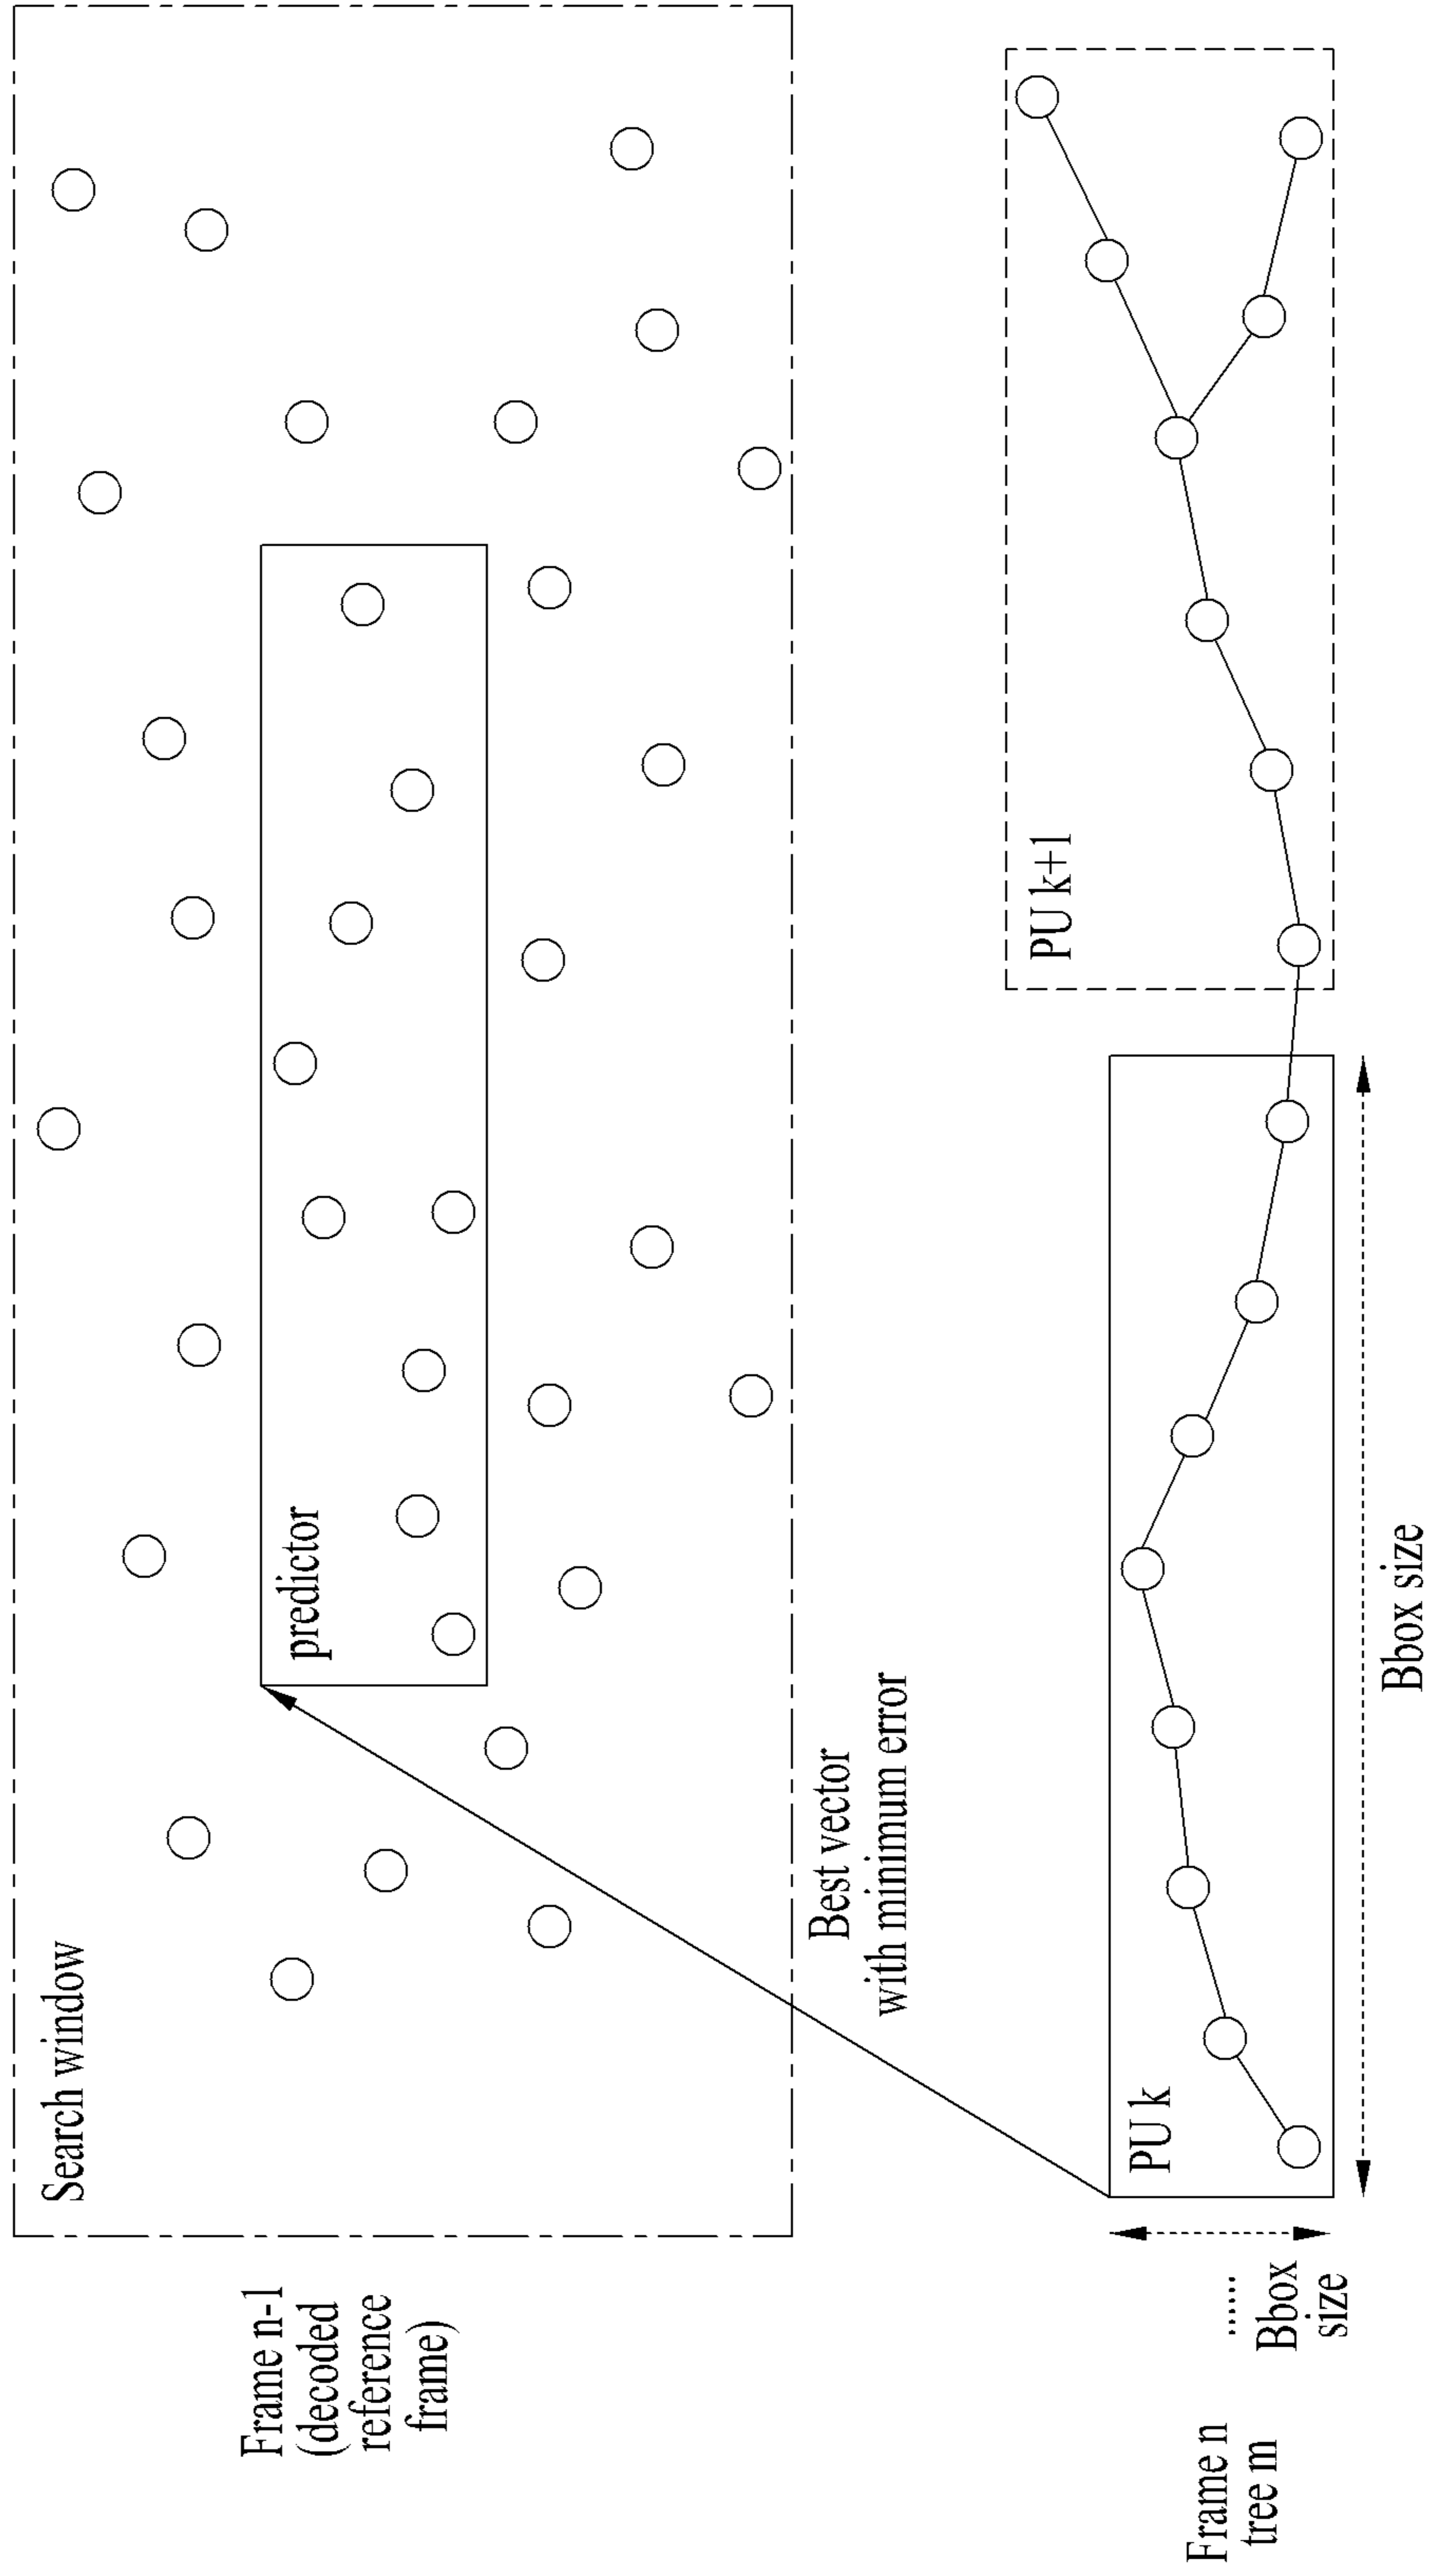 Search window
Frame n-1
(decoded
reference
frame)
predictor
Best vector
with minimum error
PU k
PU k+1
......
Bbox
size
Frame n
tree m
Bbox size